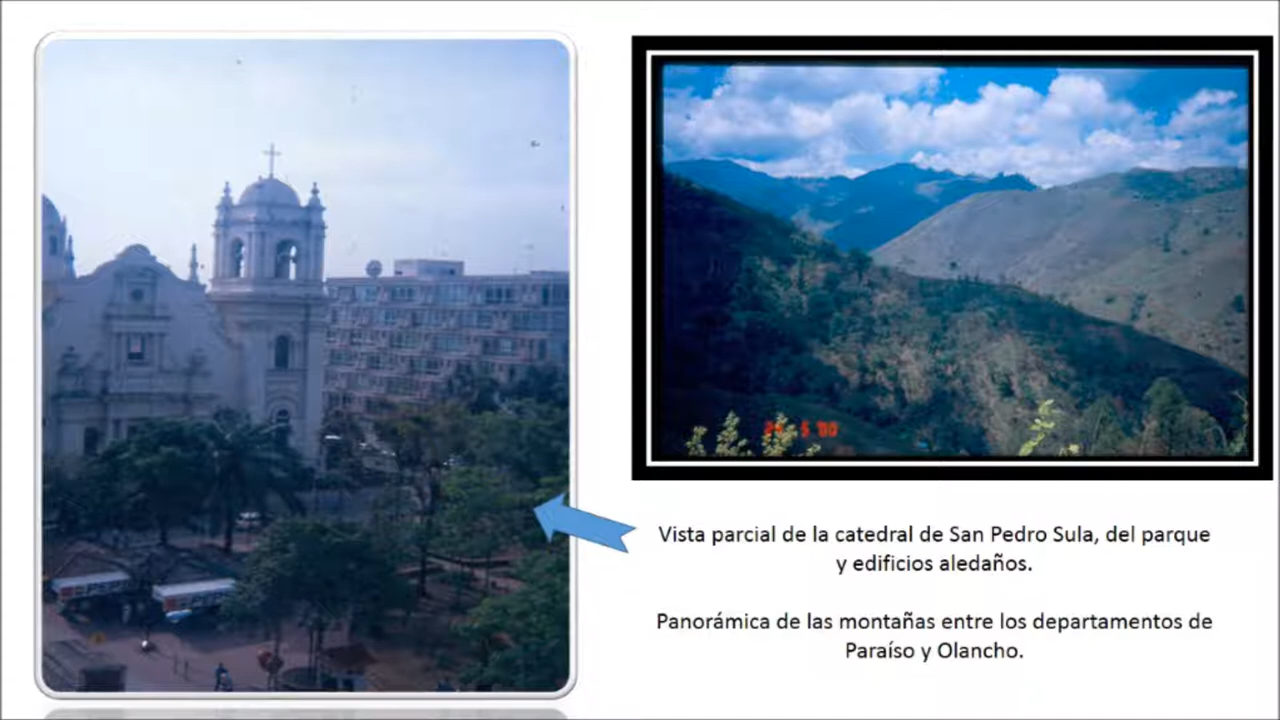 Vista parcial de la catedral de San Pedro Sula, del parque
y edificios aledaños.
Panorámica de las montañas entre los departamentos de
Paraíso y Olancho.